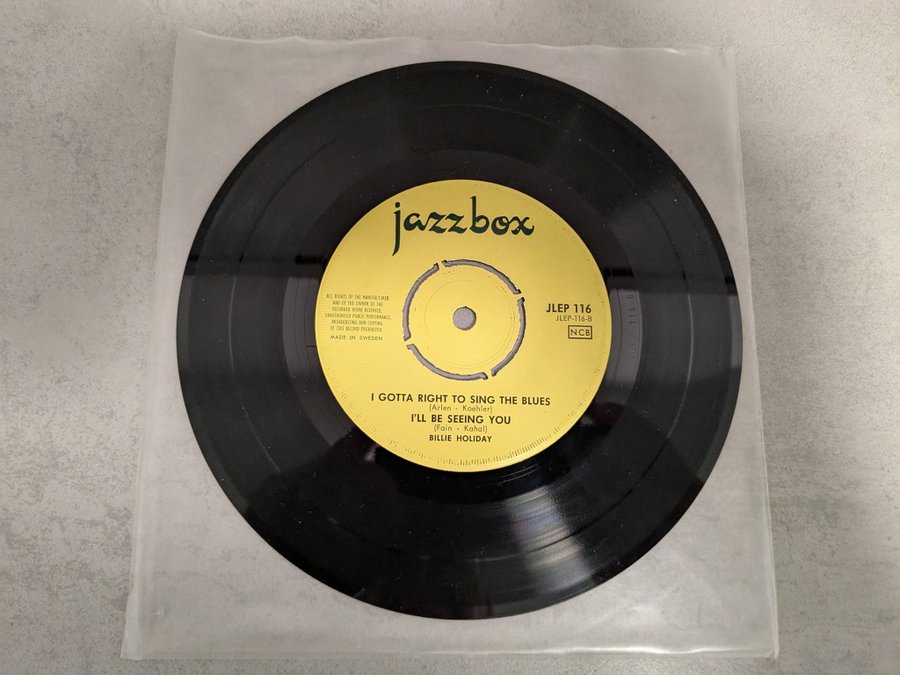 jazzbox
ALL RIGHTS OF THE MANUFACTURER
AND OF THE OWNER OF THE
RECORDED WORK RESERVED.
UNAUTHORISED PUBLIC PERFORMANCE,
BROADCASTING AND COPYING
OF THIS RECORD PROHIBITED.
MADE IN SWEDEN
JLEP 116
JLEP-116-B
NCB
I GOTTA RIGHT TO SING THE BLUES
(Arlen - Koehler)
I'LL BE SEEING YOU
(Fain - Kahal)
BILLIE HOLIDAY